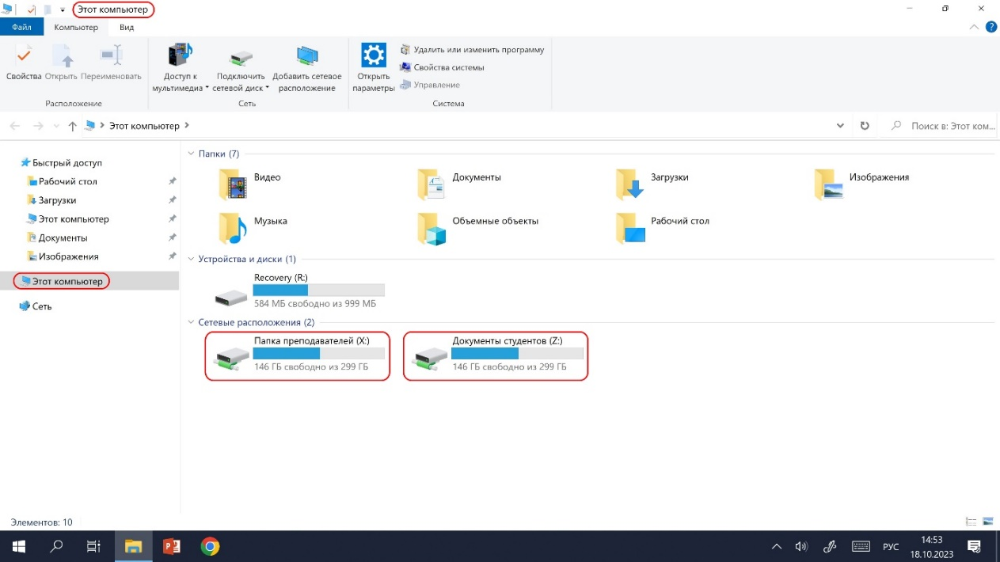 Этот компьютер
Файл
Компьютер
Вид
Свойства
Открыть
Переименовать
Расположение
Доступ к
мультимедиа
Подключить
сетевой диск
Добавить сетевое
расположение
Сеть
Открыть
параметры
Удалить или изменить программу
Свойства системы
Управление
Система
Этот компьютер
Поиск в: Этот ком...
Быстрый доступ
Рабочий стол
Загрузки
Этот компьютер
Документы
Изображения
Этот компьютер
Сеть
Папки (7)
Видео
Документы
Загрузки
Изображения
Музыка
Объемные объекты
Рабочий стол
Устройства и диски (1)
Recovery (R:)
584 МБ свободно из 999 МБ
Сетевые расположения (2)
Папка преподавателей (X:)
146 ГБ свободно из 299 ГБ
Документы студентов (Z:)
146 ГБ свободно из 299 ГБ
Элементов: 10
РУС
14:53
18.10.2023